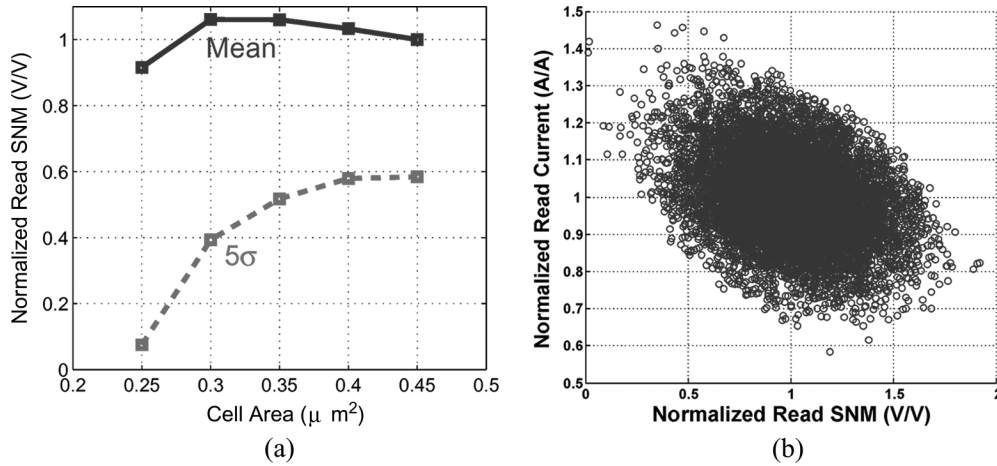 1
0.8
0.6
0.4
0.2
0
Normalized Read SNM (V/V)
Mean
5σ
0.2 0.25 0.3 0.35 0.4 0.45 0.5
Cell Area (μ m²)
(a)
1.5
1.4
1.3
1.2
1.1
1
0.9
0.8
0.7
0.6
0.5
Normalized Read Current (A/A)
0 0.5 1 1.5 2
Normalized Read SNM (V/V)
(b)